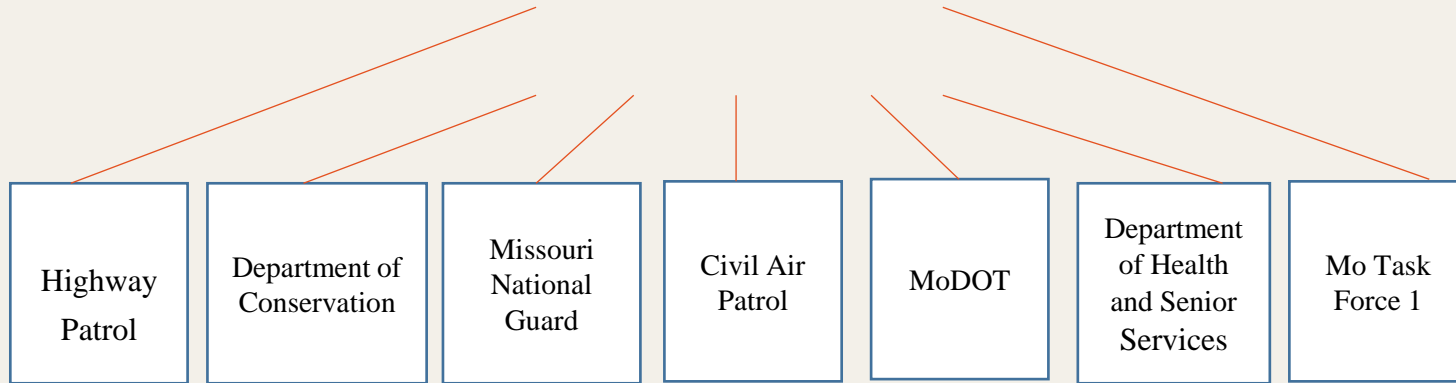 Highway
Patrol
Department of
Conservation
Missouri
National
Guard
Civil Air
Patrol
MoDOT
Department
of Health
and Senior
Services
Mo Task
Force 1